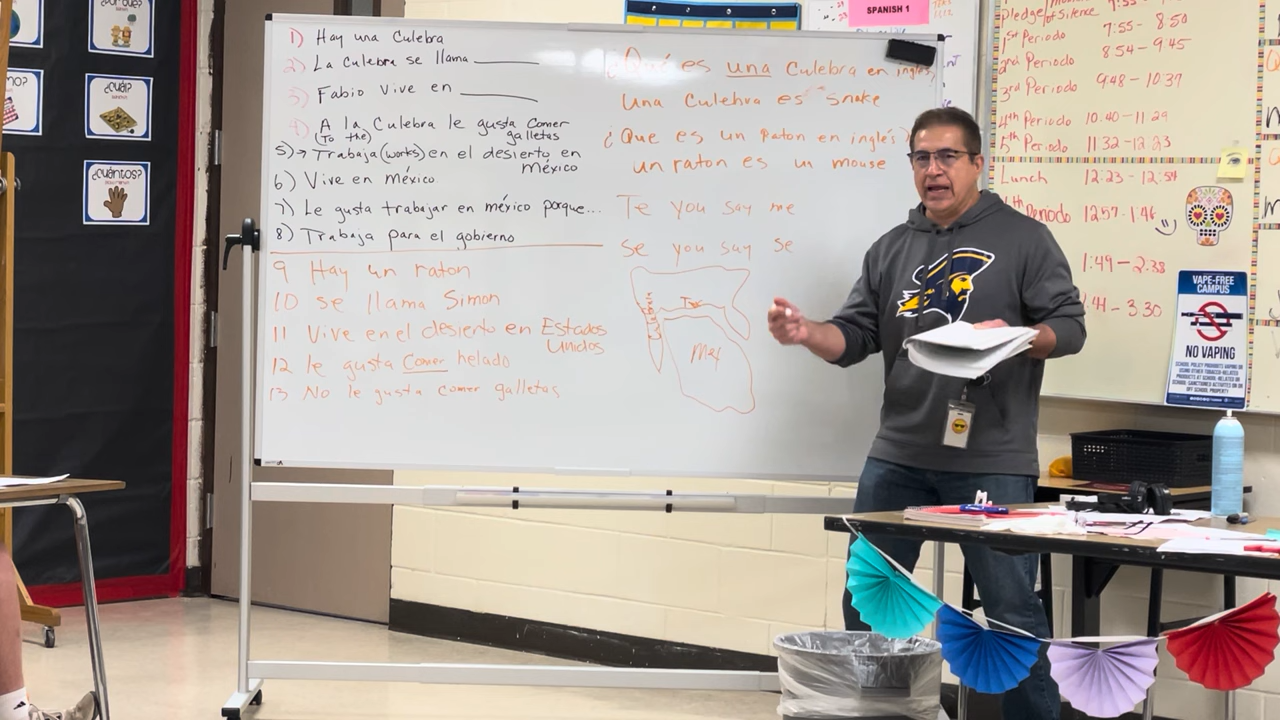 ¿Por qué?
¿Cuál?
¿Cuántos?
1) Hay una Culebra
2) La Culebra se llama
3) Fabio Vive en
4) A la Culebra le gusta Comer
(To the) galletas
5) → Trabaja (works) en el desierto en
méxico
6) Vive en México
7) Le gusta trabajar en méxico porque...
8) Trabaja para el gobierno
9 Hay un raton
10 se llama Simon
11 Vive en el desierto en Estados
Unidos
12 le gusta Comer helado
13 No le gusta comer galletas
¿Qué es una Culebra en inglés,
una Culebra es snake
¿Que es un Raton en inglés?
un raton es un mouse
Te you say me
se you say se
Tex
Mex
SPANISH 1
Pledge/ of Silence
1st Periodo 7:55 - 8:50
2nd Periodo 8:54 - 9:45
3rd Periodo 9:48 - 10:37
4th Periodo 10:40 - 11:29
5th Periodo 11:32 - 12:23
Lunch 12:23 - 12:54
Periodo 12:57 - 1:46
1:49 - 2:38
- 3:30
VAPE-FREE
CAMPUS
NO VAPING